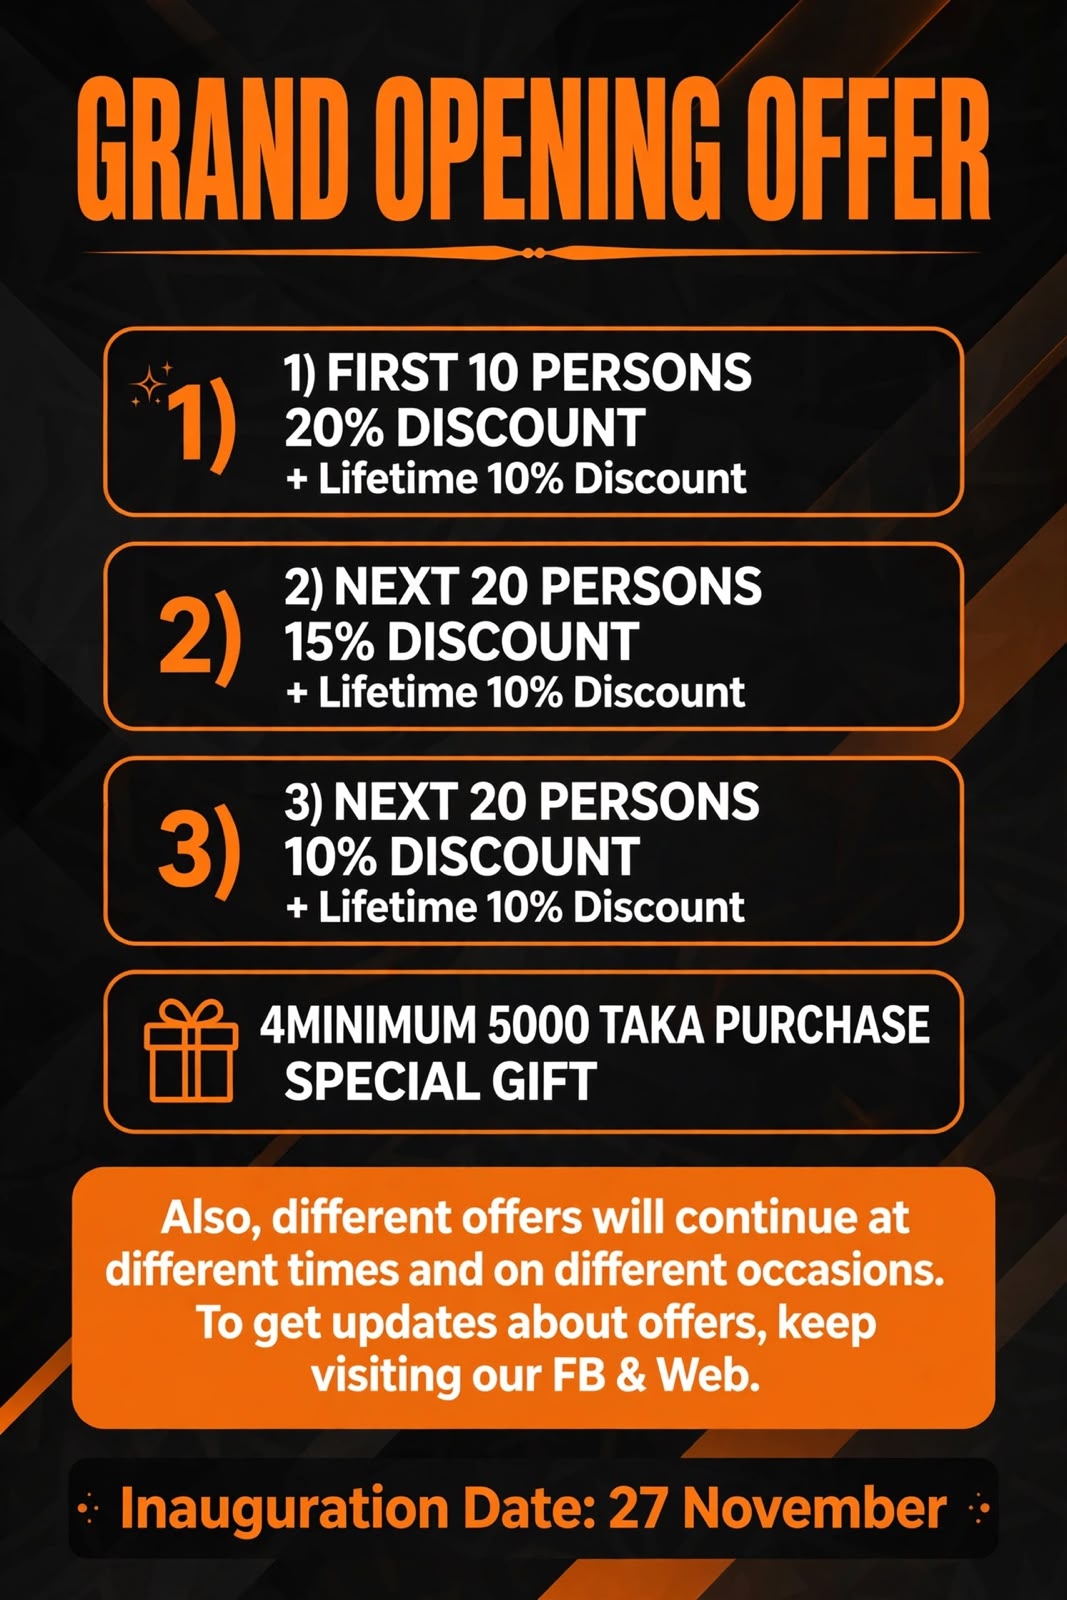 GRAND OPENING OFFER
1)
1) FIRST 10 PERSONS
20% DISCOUNT
+ Lifetime 10% Discount
2)
2) NEXT 20 PERSONS
15% DISCOUNT
+ Lifetime 10% Discount
3)
3) NEXT 20 PERSONS
10% DISCOUNT
+ Lifetime 10% Discount
4MINIMUM 5000 TAKA PURCHASE
SPECIAL GIFT
Also, different offers will continue at
different times and on different occasions.
To get updates about offers, keep
visiting our FB & Web.
Inauguration Date: 27 November